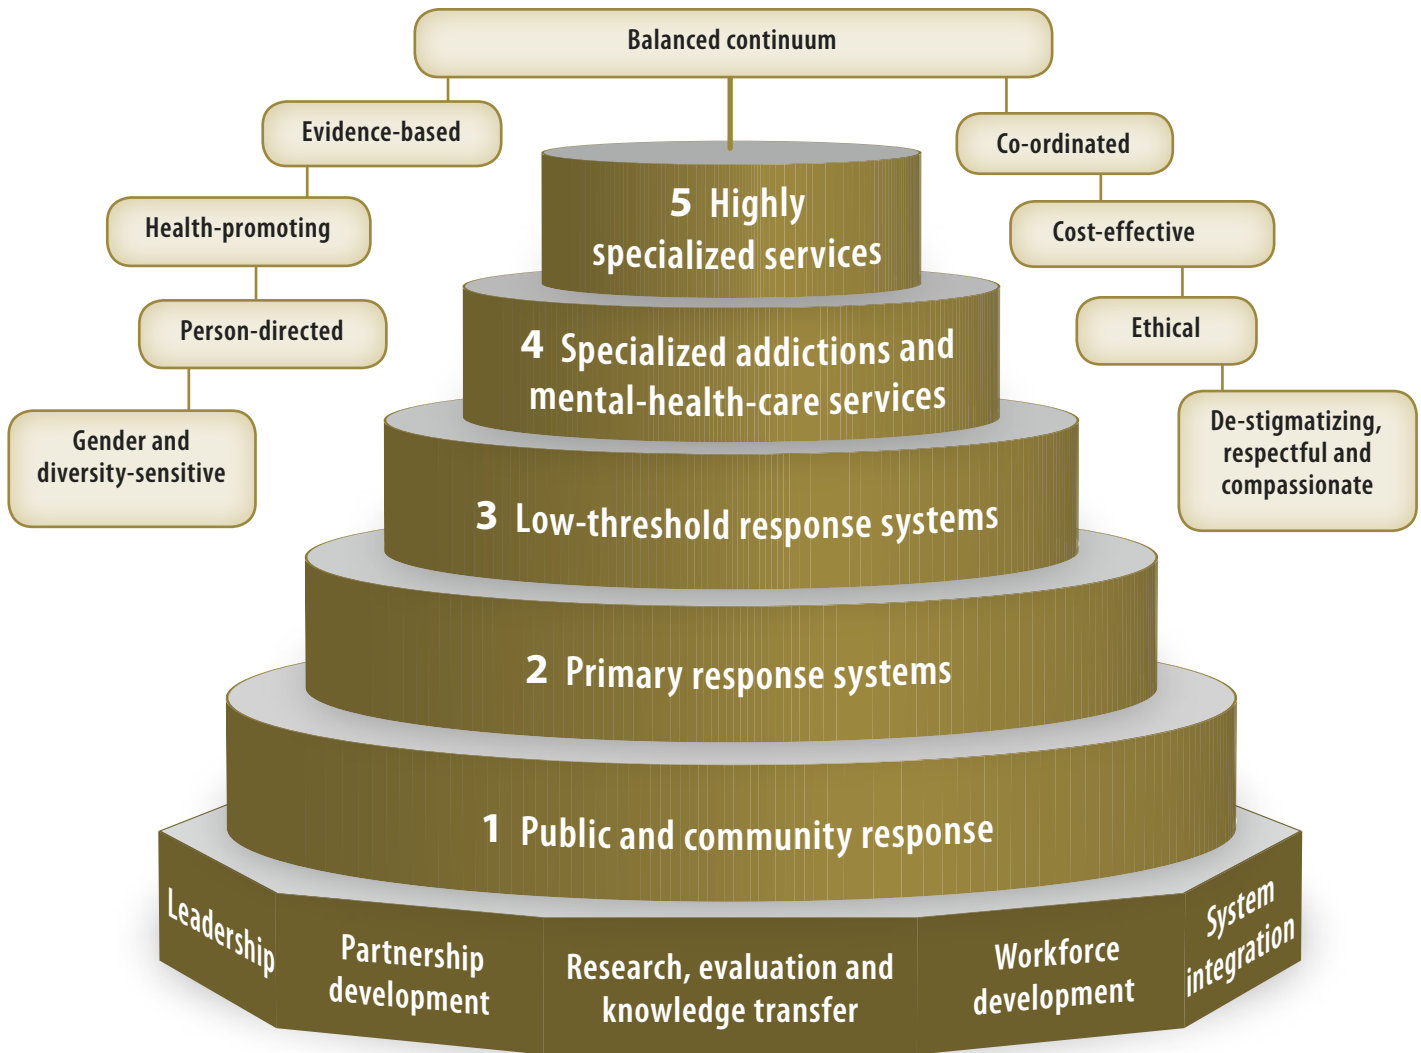 Balanced continuum
Evidence-based
Co-ordinated
Health-promoting
Cost-effective
Person-directed
Ethical
Gender and
diversity-sensitive
De-stigmatizing,
respectful and
compassionate
5 Highly
specialized services
4 Specialized addictions and
mental-health-care services
3 Low-threshold response systems
2 Primary response systems
1 Public and community response
Leadership
Partnership
development
Research, evaluation and
knowledge transfer
Workforce
development
System
integration